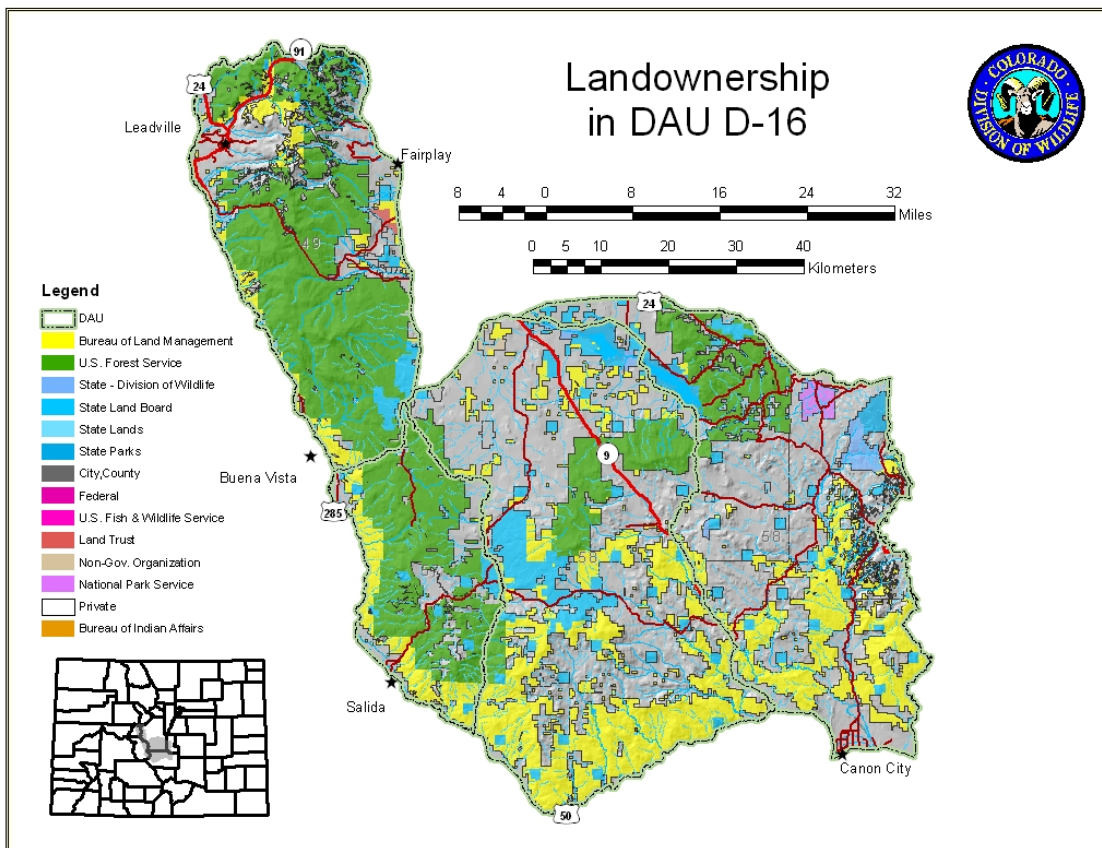 Landownership
in DAU D-16
COLORADO
DIVISION OF WILDLIFE
91
24
Leadville
Fairplay
8 4 0 8 16 24 32
Miles
0 5 10 20 30 40
Kilometers
49
Legend
DAU
Bureau of Land Management
U.S. Forest Service
State - Division of Wildlife
State Land Board
State Lands
State Parks
City,County
Federal
U.S. Fish & Wildlife Service
Land Trust
Non-Gov. Organization
National Park Service
Private
Bureau of Indian Affairs
24
9
Buena Vista
285
58
Salida
Canon City
50